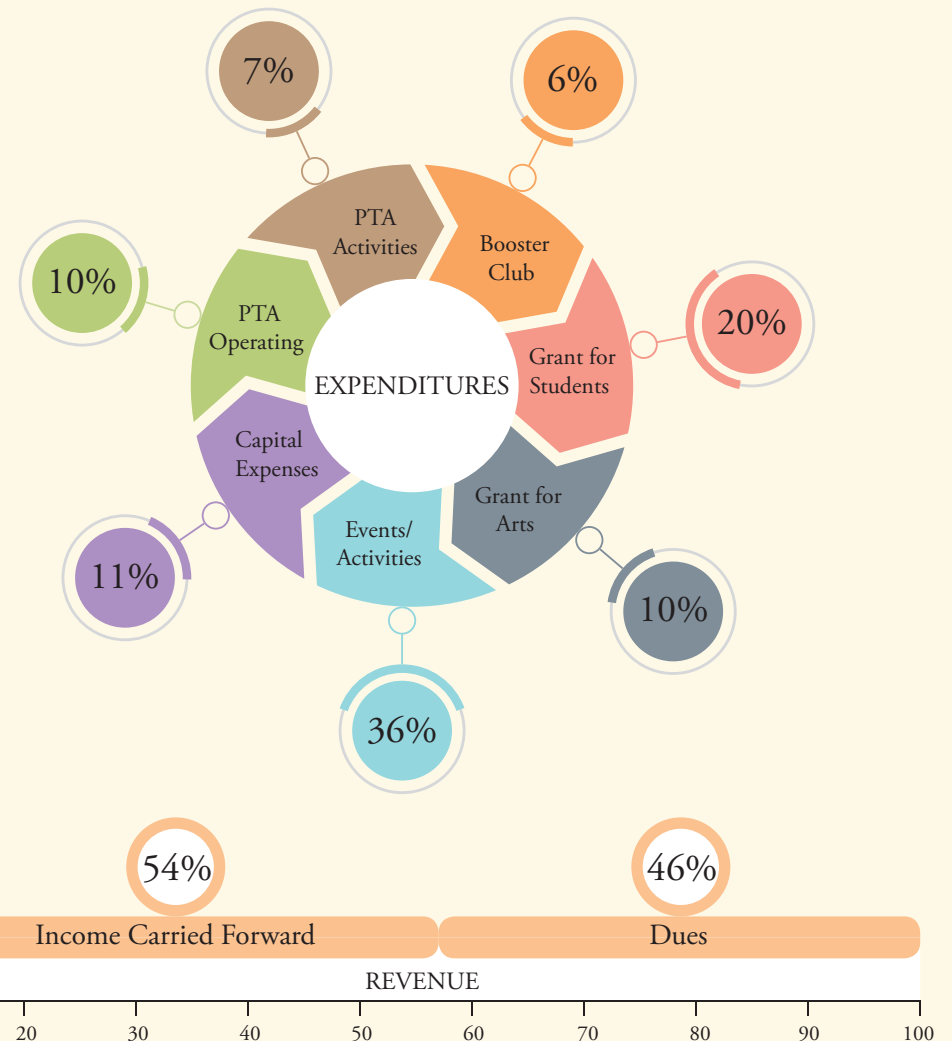 7%
6%
PTA
Activities
Booster
Club
10%
PTA
Operating
20%
Grant for
Students
EXPENDITURES
Capital
Expenses
Grant for
Arts
Events/
Activities
11%
10%
36%
54%
46%
Income Carried Forward
Dues
REVENUE
20 30 40 50 60 70 80 90 100